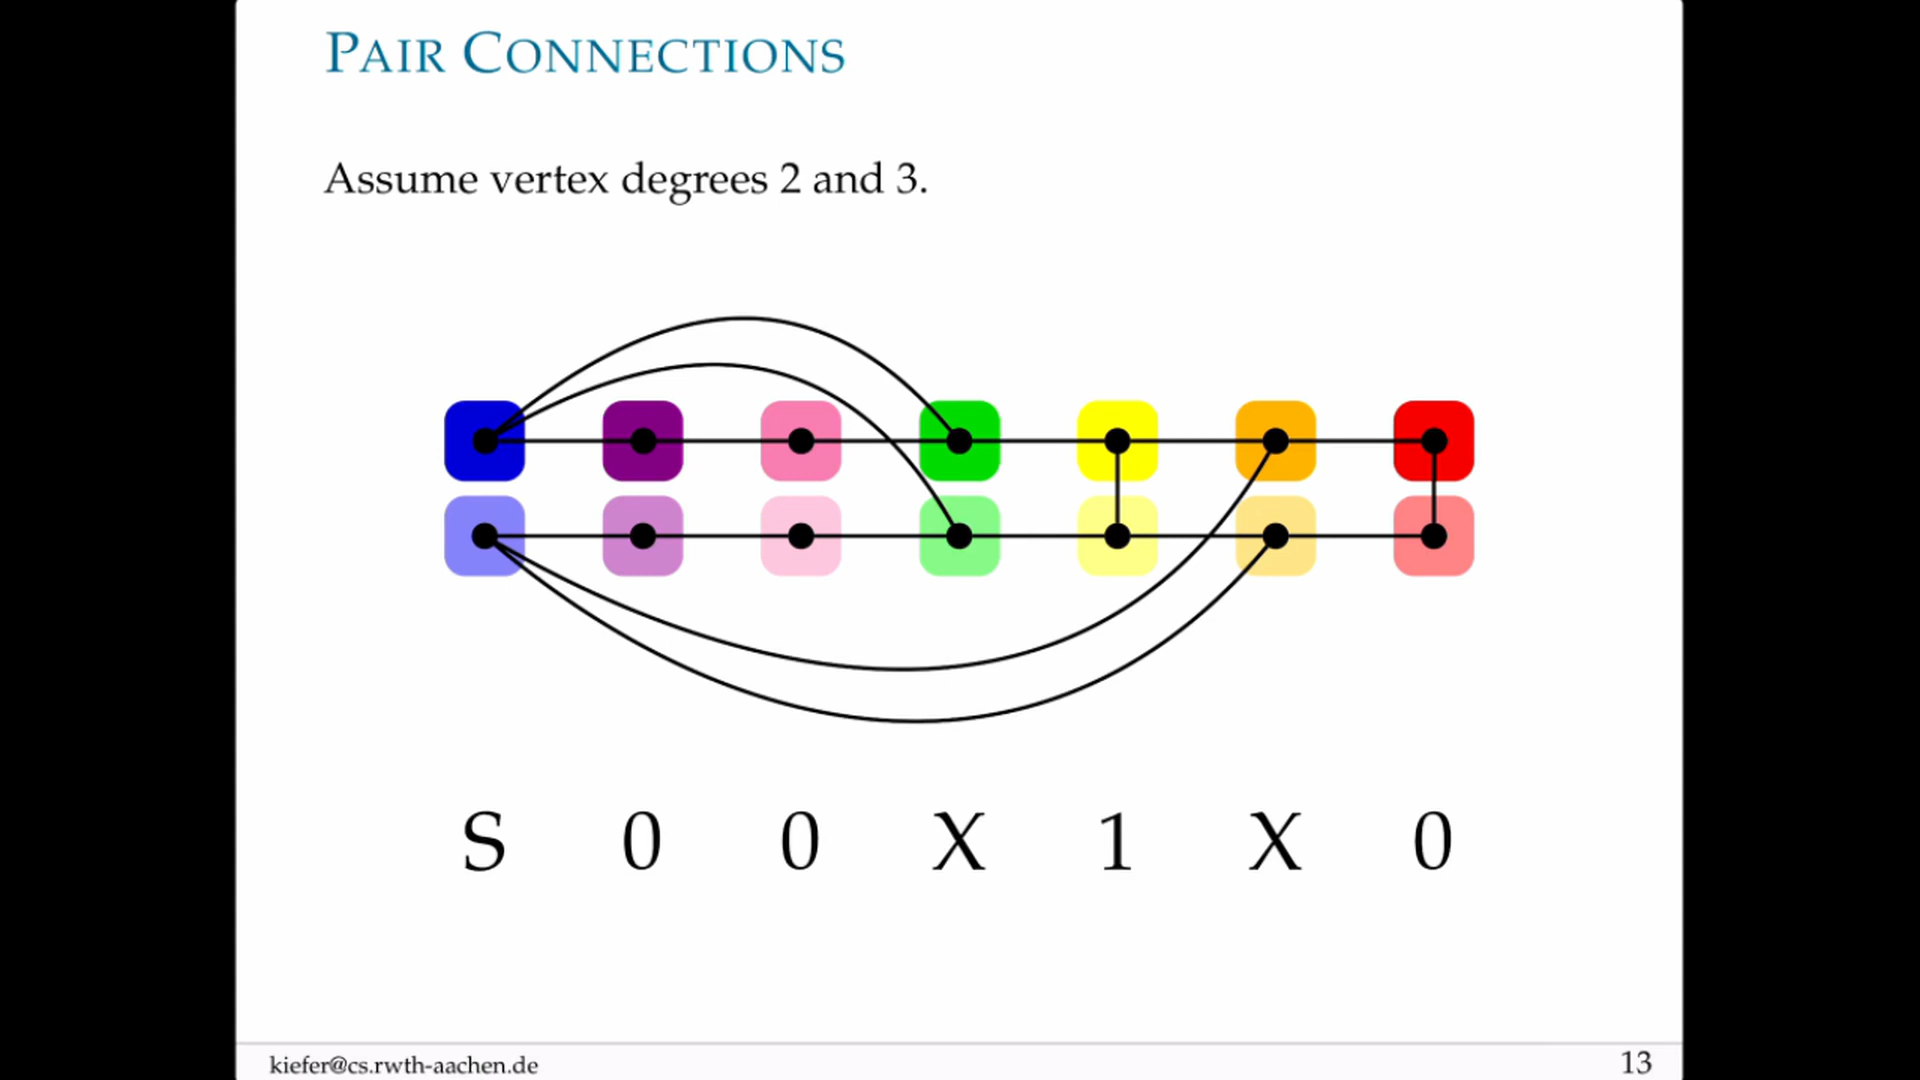 PAIR CONNECTIONS
Assume vertex degrees 2 and 3.
S 0 0 X 1 X 0
kiefer@cs.rwth-aachen.de 13